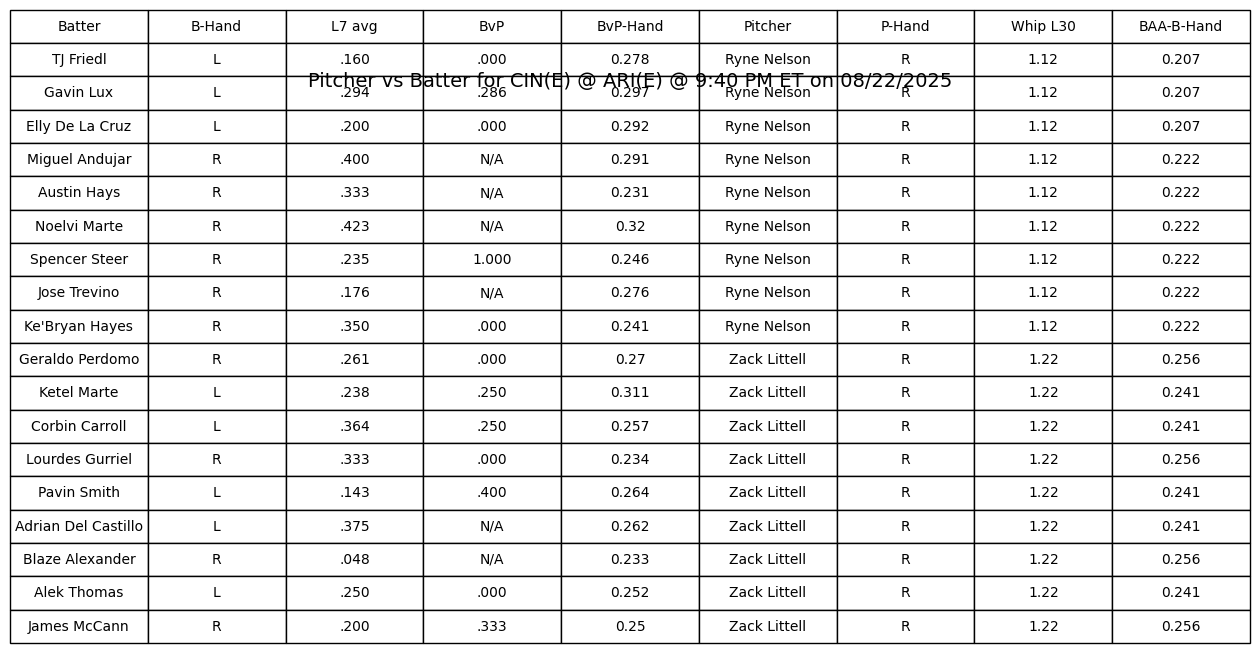 Batter B-Hand L7 avg BvP BvP-Hand Pitcher P-Hand Whip L30 BAA-B-Hand
TJ Friedl L .160 .000 0.278 Ryne Nelson R 1.12 0.207
Pitcher vs Batter for CIN(E) @ ARI(E) @ 9:40 PM ET on 08/22/2025
Gavin Lux L .294 .286 0.297 Ryne Nelson R 1.12 0.207
Elly De La Cruz L .200 .000 0.292 Ryne Nelson R 1.12 0.207
Miguel Andujar R .400 N/A 0.291 Ryne Nelson R 1.12 0.222
Austin Hays R .333 N/A 0.231 Ryne Nelson R 1.12 0.222
Noelvi Marte R .423 N/A 0.32 Ryne Nelson R 1.12 0.222
Spencer Steer R .235 1.000 0.246 Ryne Nelson R 1.12 0.222
Jose Trevino R .176 N/A 0.276 Ryne Nelson R 1.12 0.222
Ke'Bryan Hayes R .350 .000 0.241 Ryne Nelson R 1.12 0.222
Geraldo Perdomo R .261 .000 0.27 Zack Littell R 1.22 0.256
Ketel Marte L .238 .250 0.311 Zack Littell R 1.22 0.241
Corbin Carroll L .364 .250 0.257 Zack Littell R 1.22 0.241
Lourdes Gurriel R .333 .000 0.234 Zack Littell R 1.22 0.256
Pavin Smith L .143 .400 0.264 Zack Littell R 1.22 0.241
Adrian Del Castillo L .375 N/A 0.262 Zack Littell R 1.22 0.241
Blaze Alexander R .048 N/A 0.233 Zack Littell R 1.22 0.256
Alek Thomas L .250 .000 0.252 Zack Littell R 1.22 0.241
James McCann R .200 .333 0.25 Zack Littell R 1.22 0.256